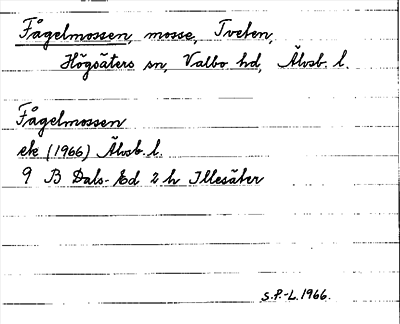 Fågelmossen, mosse, Tveten,
Högsäters sn, Valbo hd, Älvsb. l.
Fågelmossen
ek (1966) Älvsb. l.
9 B Dals-Ed 2 h Illesäter
S.P.-L. 1966.